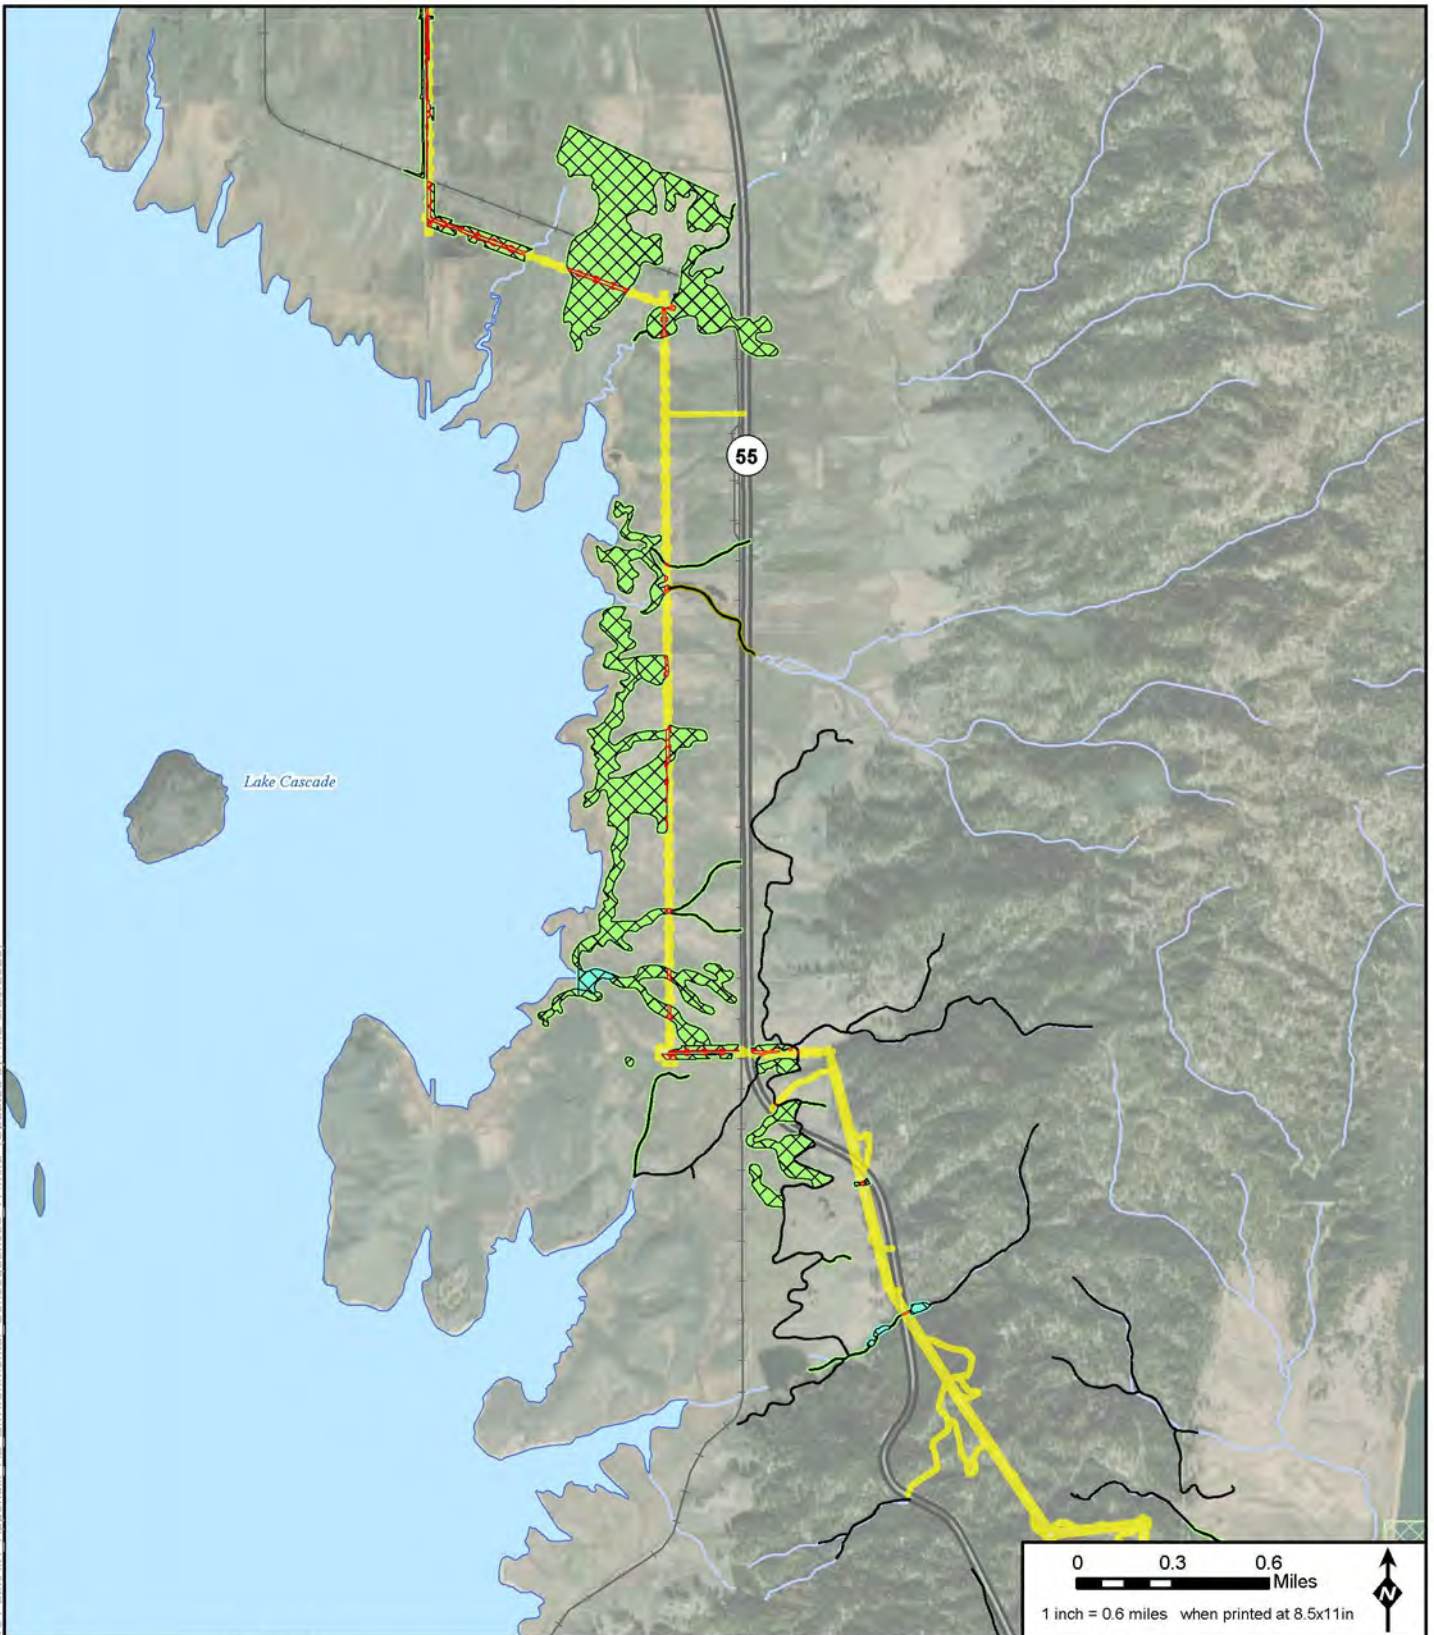 55
Lake Cascade
0 0.3 0.6
Miles
1 inch = 0.6 miles when printed at 8.5x11in
N